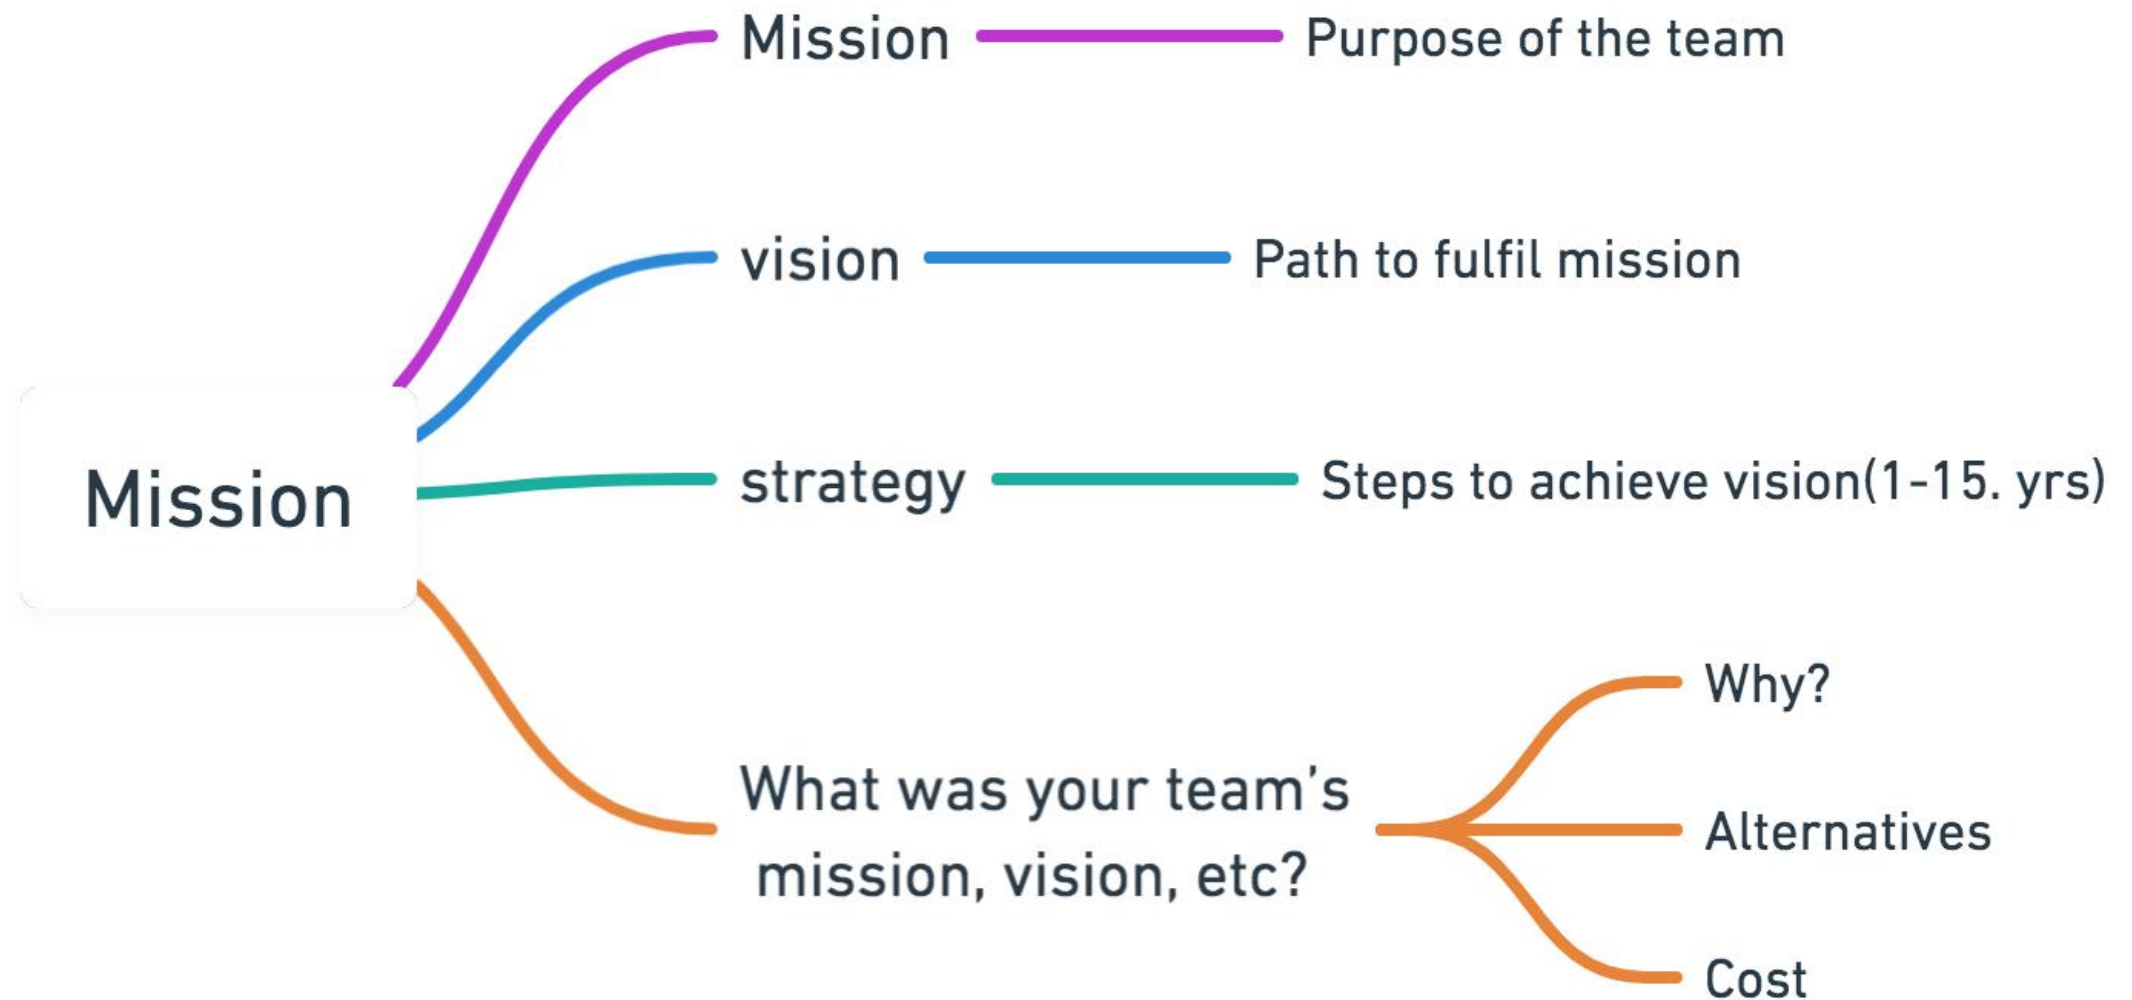 Mission
Mission
Purpose of the team
vision
Path to fulfil mission
strategy
Steps to achieve vision(1-15. yrs)
What was your team’s
mission, vision, etc?
Why?
Alternatives
Cost